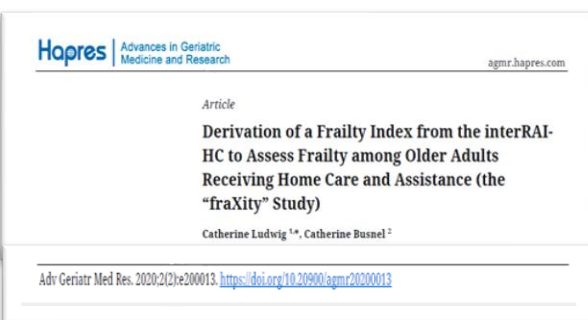 Hapres
Advances in Geriatric
Medicine and Research
agmr.hapres.com
Article
Derivation of a Frailty Index from the interRAI-
HC to Assess Frailty among Older Adults
Receiving Home Care and Assistance (the
“fraXity” Study)
Catherine Ludwig 1,*, Catherine Busnel 2
Adv Geriatr Med Res. 2020;2(2):e200013. https://doi.org/10.20900/agmr20200013